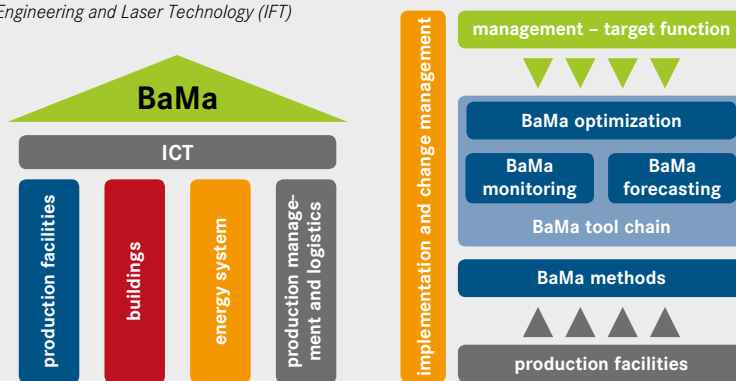 Engineering and Laser Technology (IFT)
BaMa
ICT
production facilities
buildings
energy system
production manage-
ment and logistics
implementation and change management
management – target function
BaMa optimization
BaMa
monitoring
BaMa
forecasting
BaMa tool chain
BaMa methods
production facilities